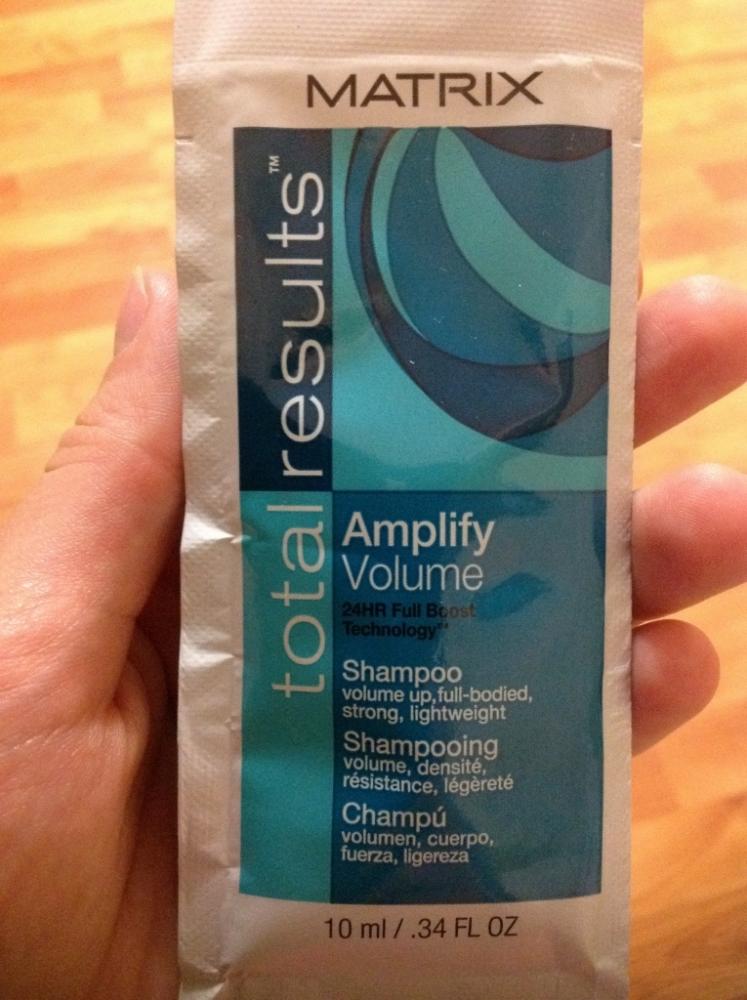 MATRIX
total results™
Amplify
Volume
24HR Full Boost
Technology™
Shampoo
volume up,full-bodied,
strong, lightweight
Shampooing
volume, densité,
résistance, légèreté
Champú
volumen, cuerpo,
fuerza, ligereza
10 ml / .34 FL OZ